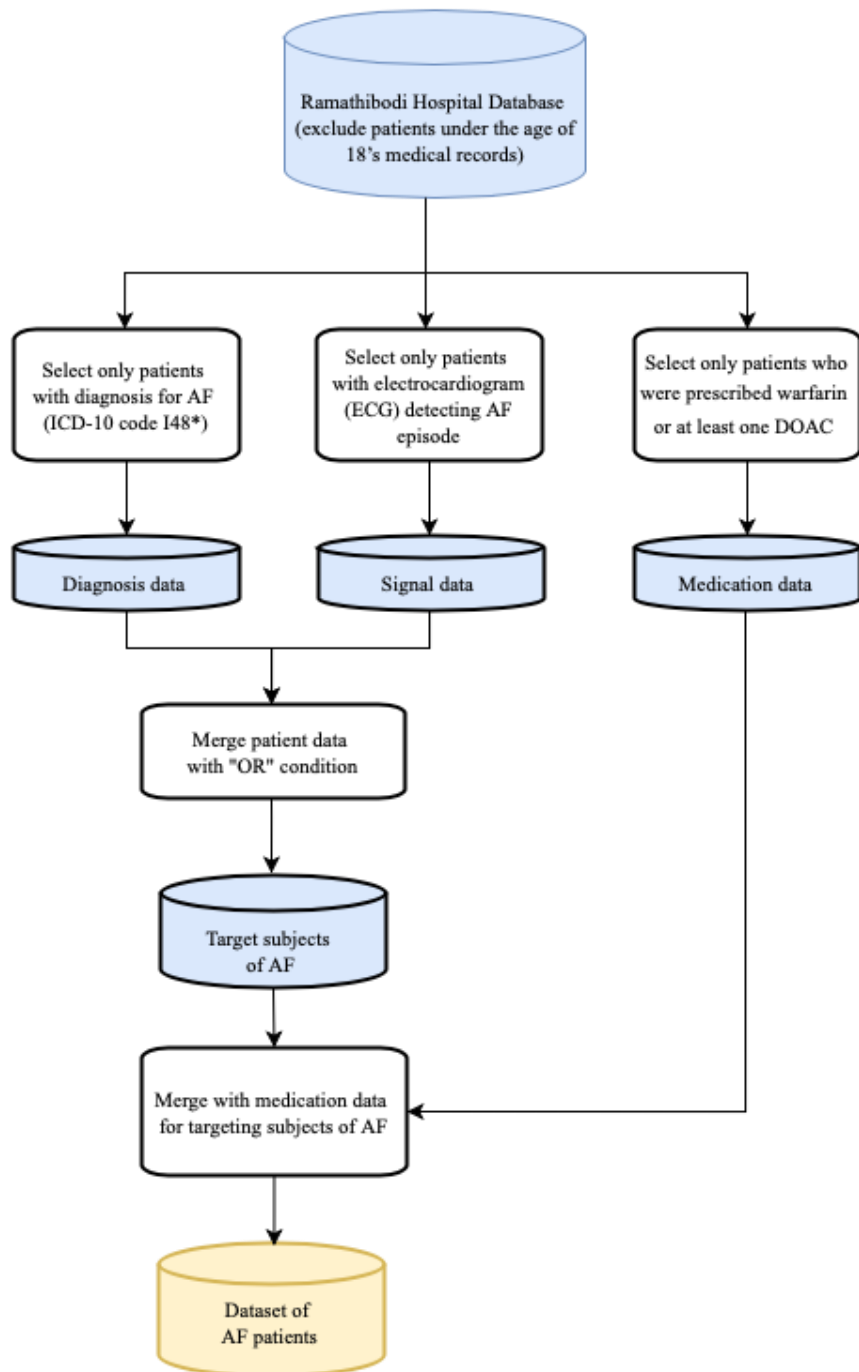 Ramathibodi Hospital Database
(exclude patients under the age of
18's medical records)
Select only patients
with diagnosis for AF
(ICD-10 code I48*)
Select only patients
with electrocardiogram
(ECG) detecting AF
episode
Select only patients who
were prescribed warfarin
or at least one DOAC
Diagnosis data
Signal data
Medication data
Merge patient data
with "OR" condition
Target subjects
of AF
Merge with medication data
for targeting subjects of AF
Dataset of
AF patients